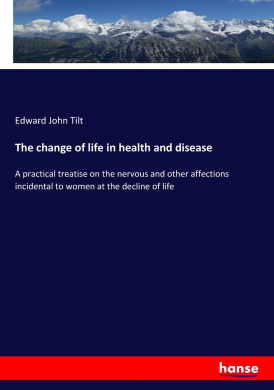 Edward John Tilt
The change of life in health and disease
A practical treatise on the nervous and other affections
incidental to women at the decline of life
hanse